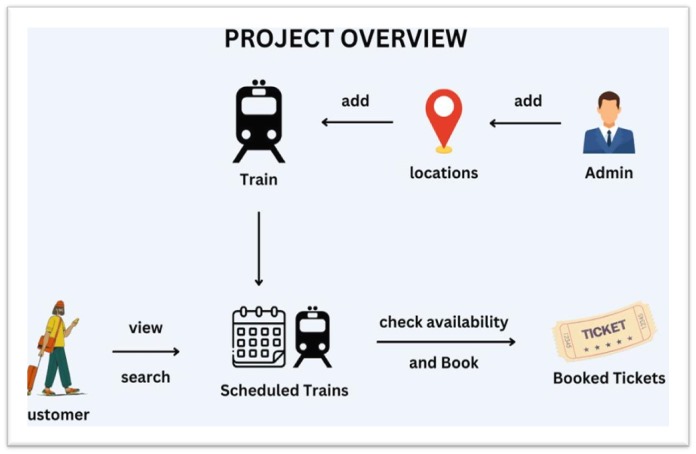 PROJECT OVERVIEW
add
add
Train
locations
Admin
view
search
check availability
and Book
TICKET
Scheduled Trains
Booked Tickets
ustomer